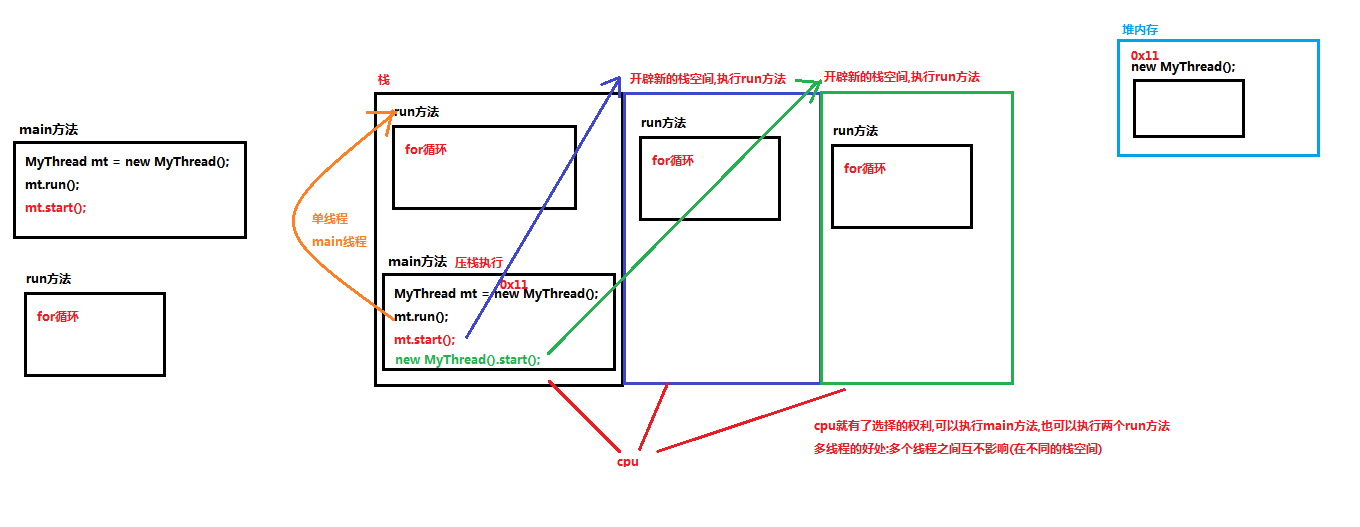 main方法
MyThread mt = new MyThread();
mt.run();
mt.start();
run方法
for循环
单线程
main线程
栈
run方法
for循环
main方法 压栈执行
0x11
MyThread mt = new MyThread();
mt.run();
mt.start();
new MyThread().start();
开辟新的栈空间,执行run方法
run方法
for循环
开辟新的栈空间,执行run方法
run方法
for循环
cpu
cpu就有了选择的权利,可以执行main方法,也可以执行两个run方法
多线程的好处:多个线程之间互不影响(在不同的栈空间)
堆内存
0x11
new MyThread();